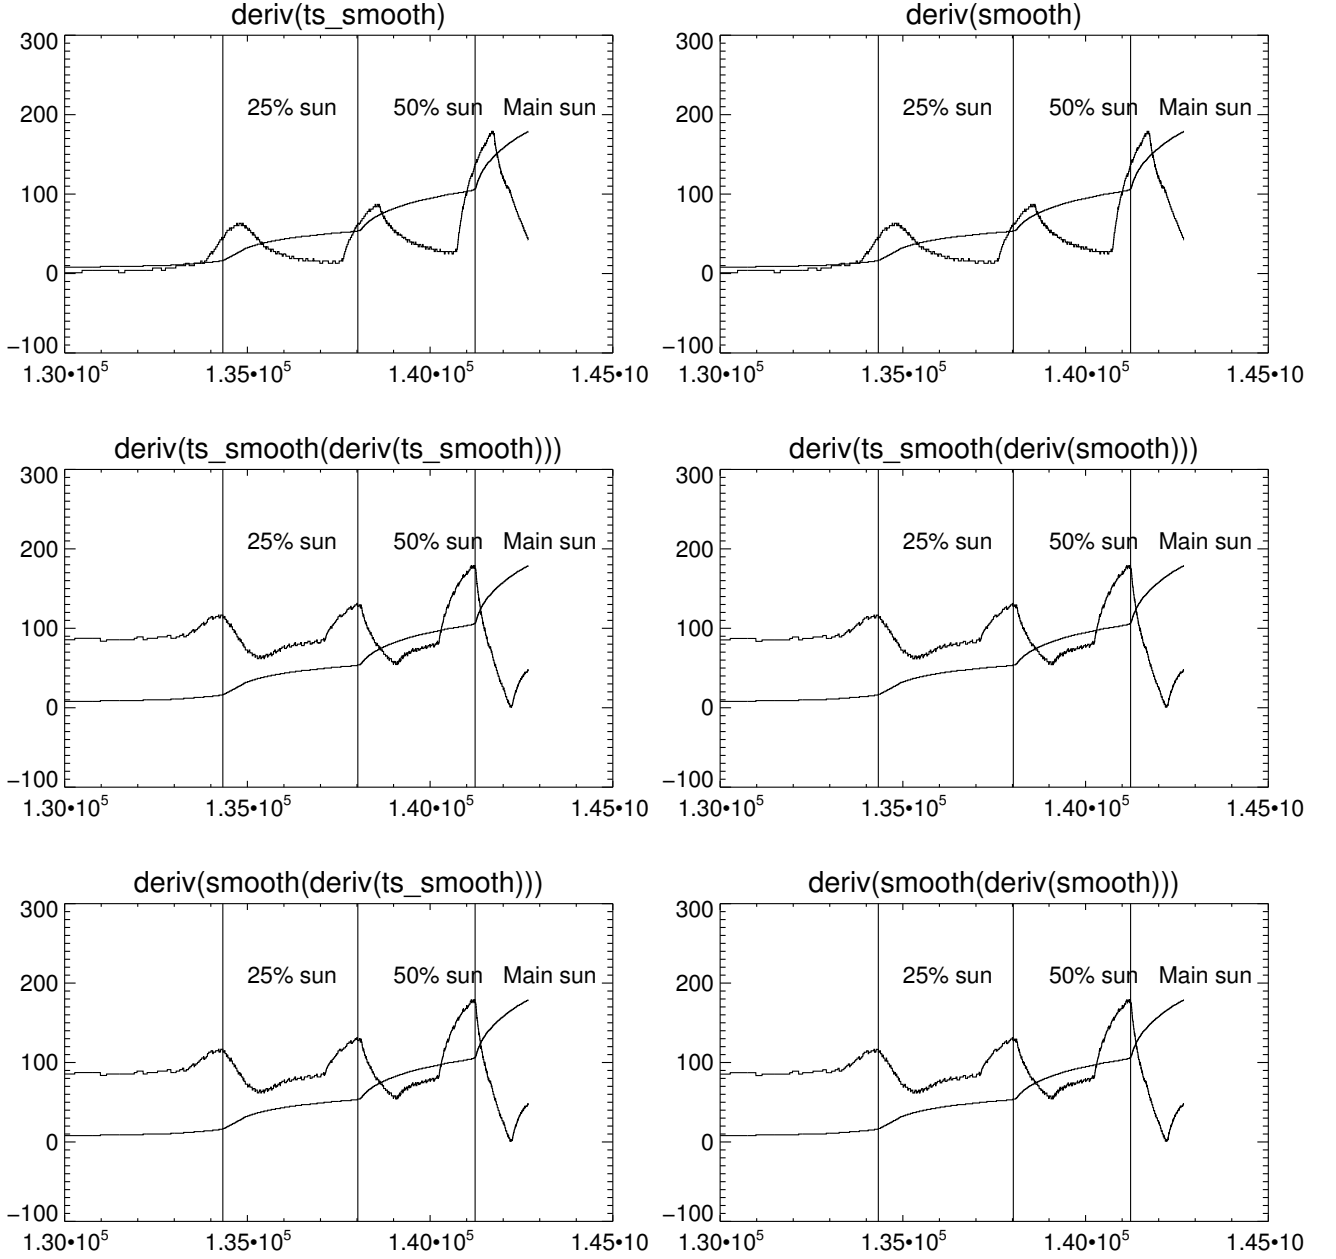 deriv(ts_smooth) deriv(smooth)
300 300
25% sun 50% sun Main sun 25% sun 50% sun Main sun
200 200
100 100
0 0
−100 −100
1.30•10⁵ 1.35•10⁵ 1.40•10⁵ 1.45•10 1.30•10⁵ 1.35•10⁵ 1.40•10⁵ 1.45•10
deriv(ts_smooth(deriv(ts_smooth))) deriv(ts_smooth(deriv(smooth)))
300 300
25% sun 50% sun Main sun 25% sun 50% sun Main sun
200 200
100 100
0 0
−100 −100
1.30•10⁵ 1.35•10⁵ 1.40•10⁵ 1.45•10 1.30•10⁵ 1.35•10⁵ 1.40•10⁵ 1.45•10
deriv(smooth(deriv(ts_smooth))) deriv(smooth(deriv(smooth)))
300 300
25% sun 50% sun Main sun 25% sun 50% sun Main sun
200 200
100 100
0 0
−100 −100
1.30•10⁵ 1.35•10⁵ 1.40•10⁵ 1.45•10 1.30•10⁵ 1.35•10⁵ 1.40•10⁵ 1.45•10